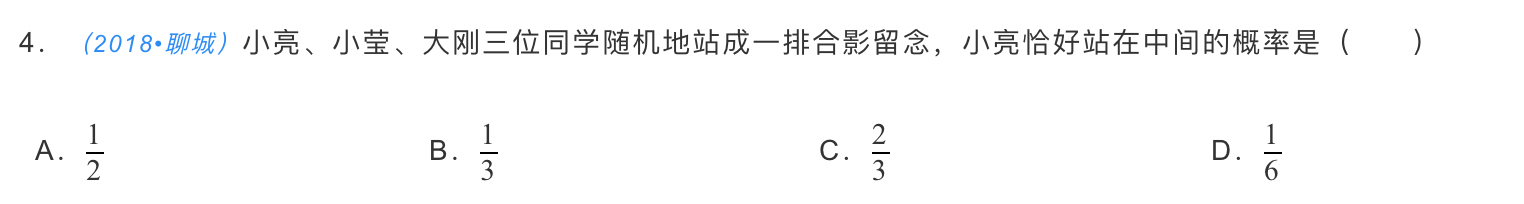 4. （2018•聊城）小亮、小莹、大刚三位同学随机地站成一排合影留念，小亮恰好站在中间的概率是（　　）
A. 1/2　B. 1/3　C. 2/3　D. 1/6